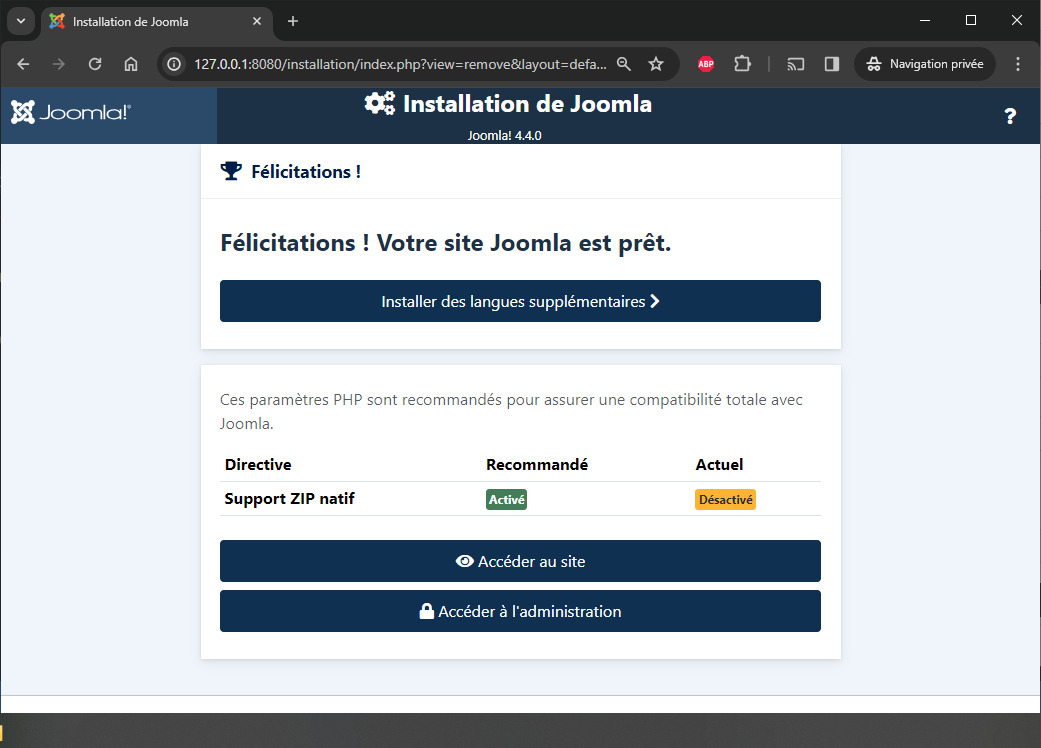 Installation de Joomla
127.0.0.1:8080/installation/index.php?view=remove&layout=defa...
ABP
Navigation privée
Joomla!®
Installation de Joomla
Joomla! 4.4.0
?
Félicitations !
Félicitations ! Votre site Joomla est prêt.
Installer des langues supplémentaires
Ces paramètres PHP sont recommandés pour assurer une compatibilité totale avec
Joomla.
Directive Recommandé Actuel
Support ZIP natif Activé Désactivé
Accéder au site
Accéder à l'administration